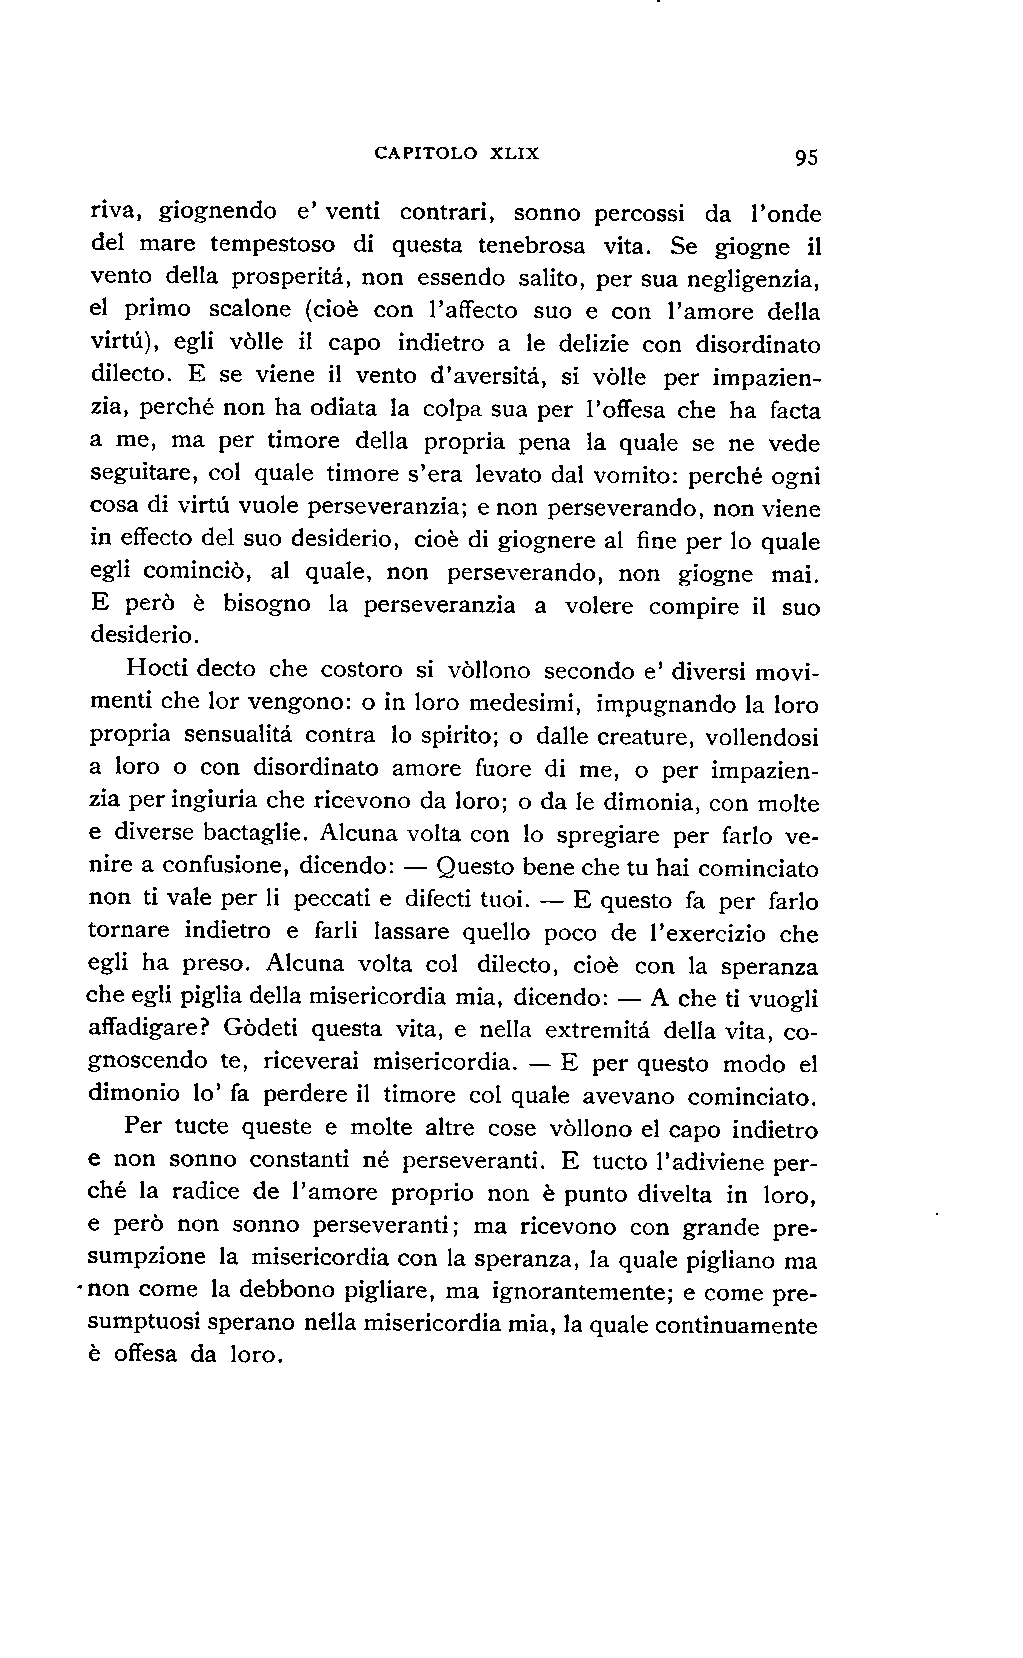 CAPITOLO XLIX 95
riva, giognendo e' venti contrari, sonno percossi da l'onde
del mare tempestoso di questa tenebrosa vita. Se giogne il
vento della prosperitá, non essendo salito, per sua negligenzia,
el primo scalone (cioè con l'affecto suo e con l'amore della
virtú), egli vòlle il capo indietro a le delizie con disordinato
dilecto. E se viene il vento d'aversitá, si vòlle per impazien-
zia, perché non ha odiata la colpa sua per l'offesa che ha facta
a me, ma per timore della propria pena la quale se ne vede
seguitare, col quale timore s'era levato dal vomito: perché ogni
cosa di virtú vuole perseveranzia; e non perseverando, non viene
in effecto del suo desiderio, cioè di giognere al fine per lo quale
egli cominciò, al quale, non perseverando, non giogne mai.
E però è bisogno la perseveranzia a volere compire il suo
desiderio.
Hocti decto che costoro si vòllono secondo e' diversi movi-
menti che lor vengono: o in loro medesimi, impugnando la loro
propria sensualitá contra lo spirito; o dalle creature, vollendosi
a loro o con disordinato amore fuore di me, o per impazien-
zia per ingiuria che ricevono da loro; o da le dimonia, con molte
e diverse bactaglie. Alcuna volta con lo spregiare per farlo ve-
nire a confusione, dicendo: — Questo bene che tu hai cominciato
non ti vale per li peccati e difecti tuoi. — E questo fa per farlo
tornare indietro e farli lassare quello poco de l'exercizio che
egli ha preso. Alcuna volta col dilecto, cioè con la speranza
che egli piglia della misericordia mia, dicendo: — A che ti vuogli
affadigare? Gòdeti questa vita, e nella extremitá della vita, co-
gnoscendo te, riceverai misericordia. — E per questo modo el
dimonio lo' fa perdere il timore col quale avevano cominciato.
Per tucte queste e molte altre cose vòllono el capo indietro
e non sonno constanti né perseveranti. E tucto l'adiviene per-
ché la radice de l'amore proprio non è punto divelta in loro,
e però non sonno perseveranti; ma ricevono con grande pre-
sumpzione la misericordia con la speranza, la quale pigliano ma
non come la debbono pigliare, ma ignorantemente; e come pre-
sumptuosi sperano nella misericordia mia, la quale continuamente
è offesa da loro.